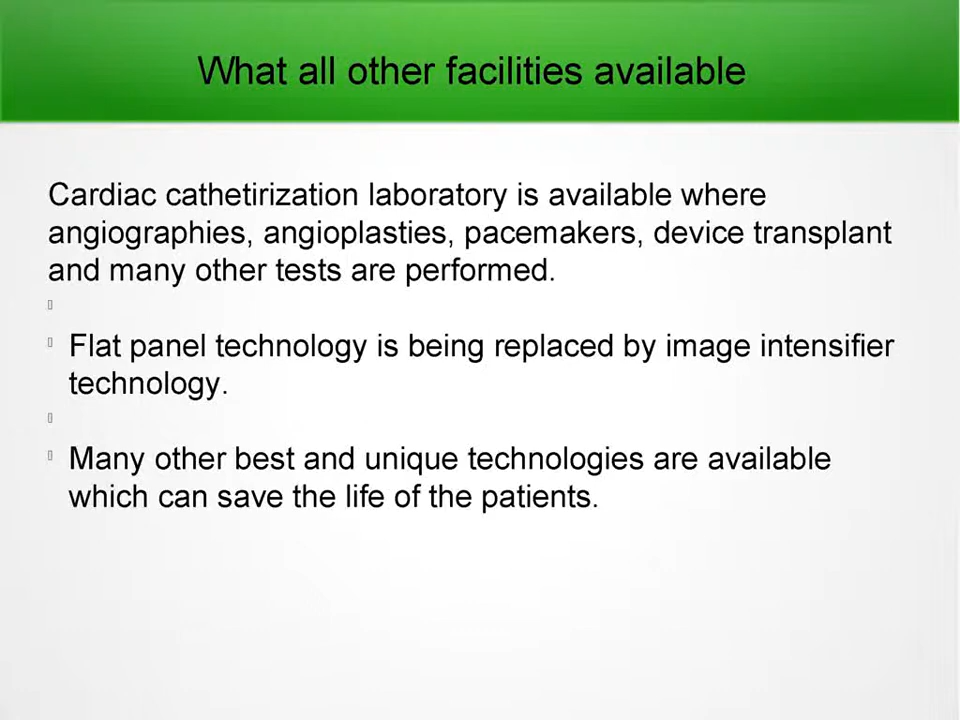 What all other facilities available
Cardiac cathetirization laboratory is available where
angiographies, angioplasties, pacemakers, device transplant
and many other tests are performed.
Flat panel technology is being replaced by image intensifier
technology.
Many other best and unique technologies are available
which can save the life of the patients.